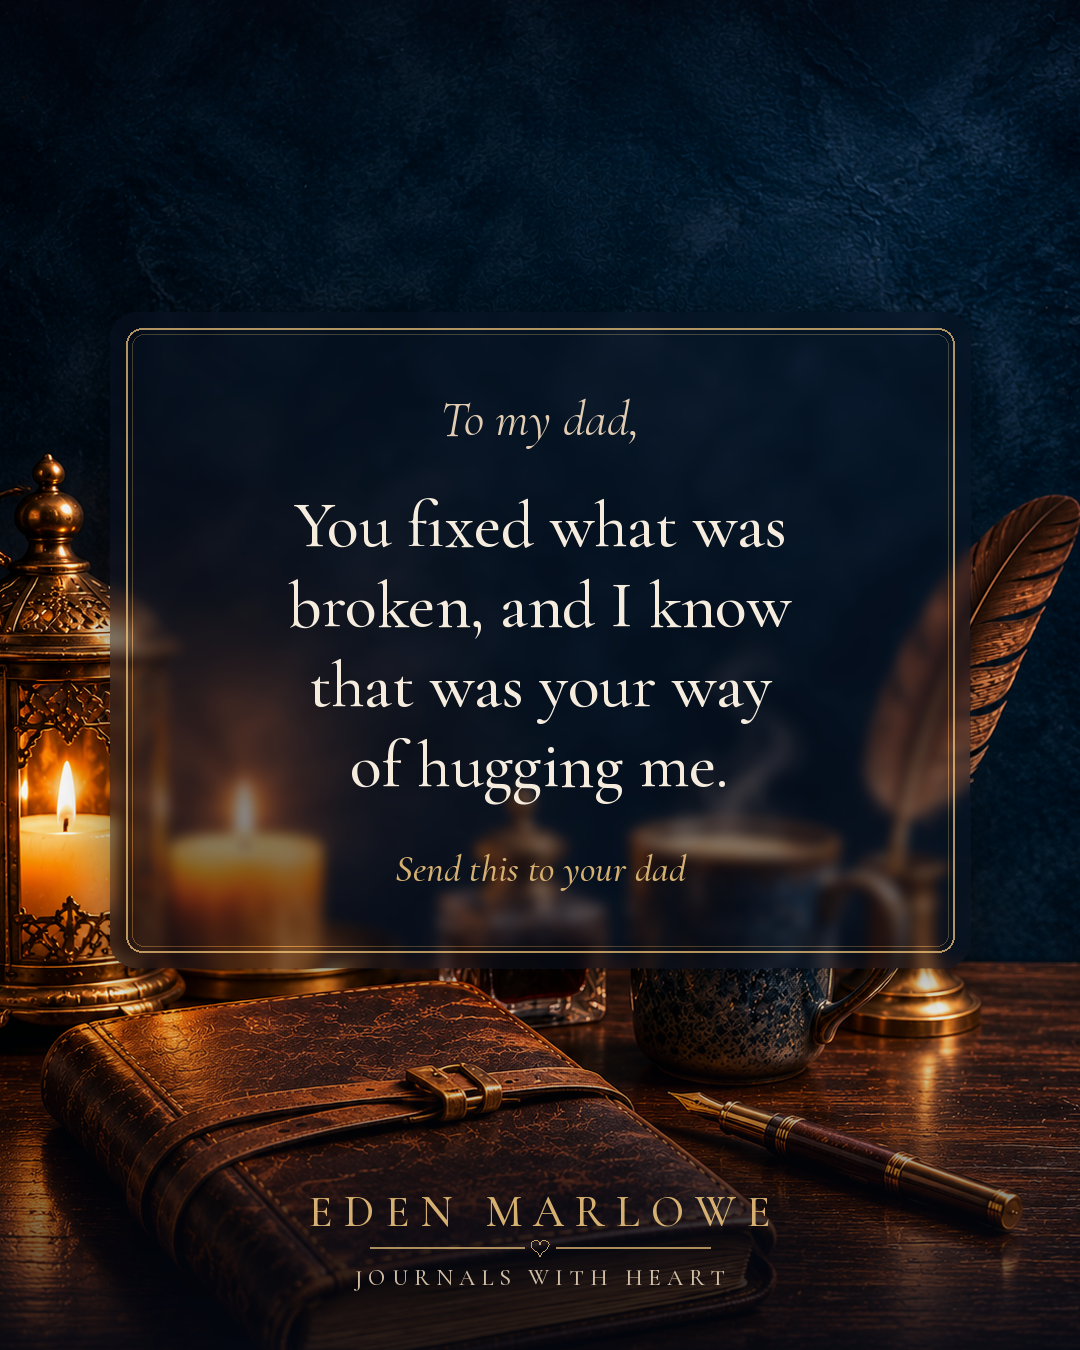 To my dad,
You fixed what was
broken, and I know
that was your way
of hugging me.
Send this to your dad
EDEN MARLOWE
JOURNALS WITH HEART